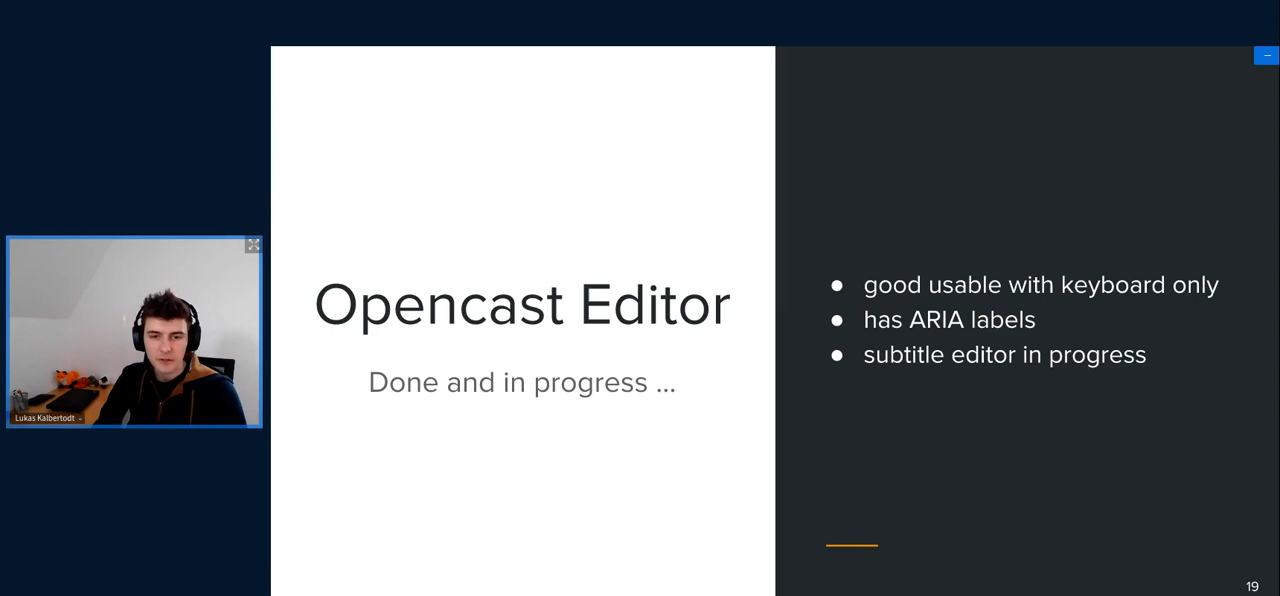 Opencast Editor
Done and in progress ...
● good usable with keyboard only
● has ARIA labels
● subtitle editor in progress
Lukas Kalbertodt
19